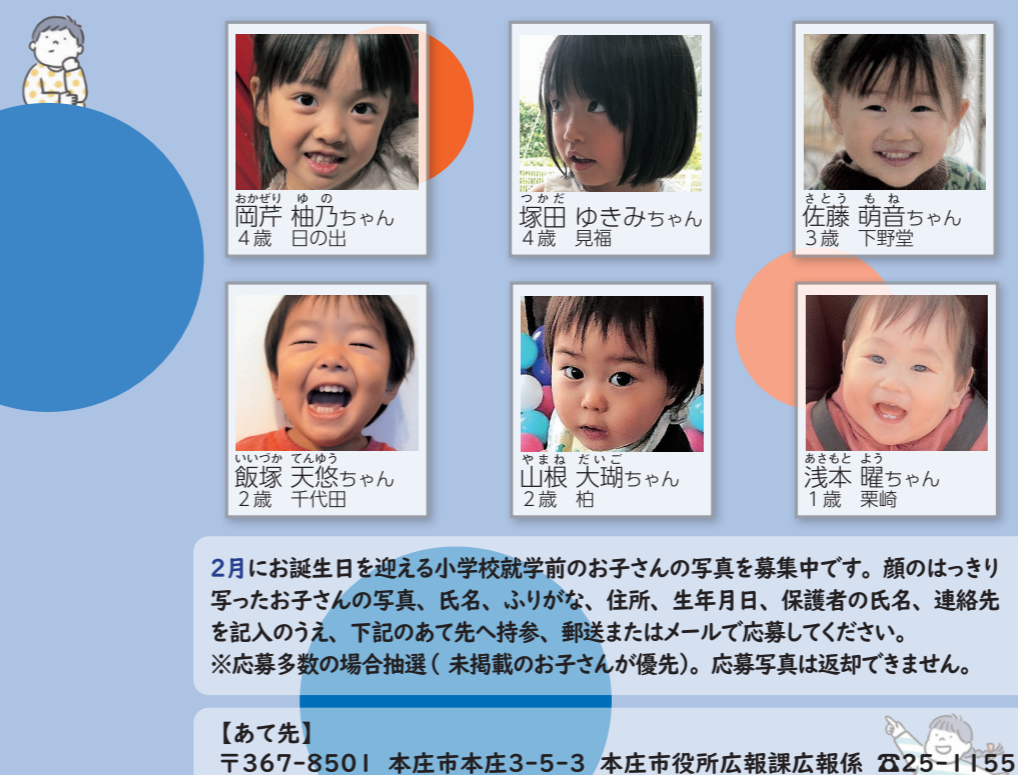 おかぜり ゆの
岡芹 柚乃ちゃん
4歳 日の出
つかだ
塚田 ゆきみちゃん
4歳 見福
さとう もね
佐藤 萌音ちゃん
3歳 下野堂
いいづか てんゆう
飯塚 天悠ちゃん
2歳 千代田
やまね だいご
山根 大瑚ちゃん
2歳 柏
あさもと よう
浅本 曜ちゃん
1歳 栗崎
2月にお誕生日を迎える小学校就学前のお子さんの写真を募集中です。顔のはっきり
写ったお子さんの写真、氏名、ふりがな、住所、生年月日、保護者の氏名、連絡先
を記入のうえ、下記のあて先へ持参、郵送またはメールで応募してください。
※応募多数の場合抽選( 未掲載のお子さんが優先)。応募写真は返却できません。
【あて先】
〒367-8501 本庄市本庄3-5-3 本庄市役所広報課広報係 ☎25-1155